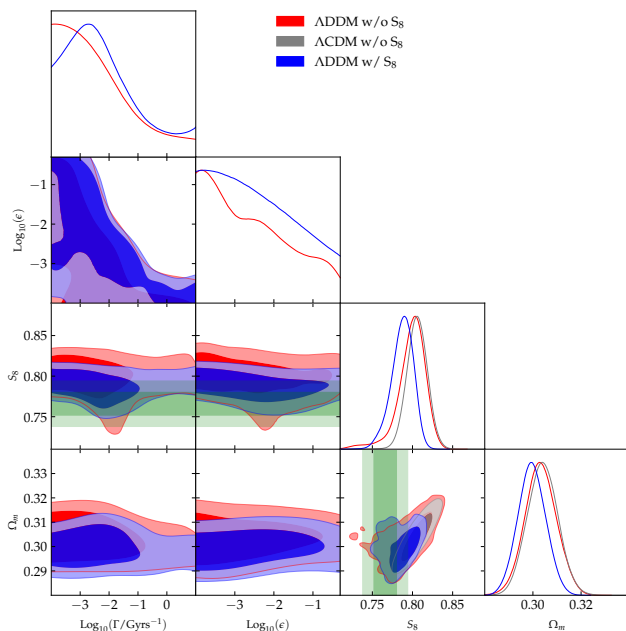 ΛDDM w/o S₈
ΛCDM w/o S₈
ΛDDM w/ S₈
Log₁₀(ϵ)
−1
−2
−3
S₈
0.85
0.80
0.75
Ωₘ
0.33
0.32
0.31
0.30
0.29
−3 −2 −1 0
−3 −2 −1
0.75 0.80 0.85
0.30 0.32
Log₁₀(Γ/Gyrs⁻¹)
Log₁₀(ϵ)
S₈
Ωₘ